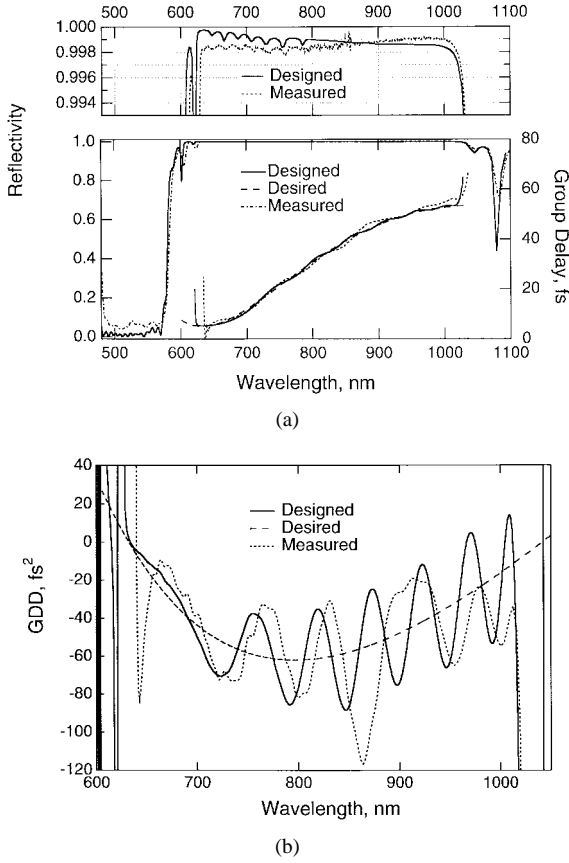 500 600 700 800 900 1000 1100
1.000
0.998
0.996
0.994
Designed
Measured
Reflectivity
1.0
0.8
0.6
0.4
0.2
0.0
Designed
Desired
Measured
80
60
40
20
0
Group Delay, fs
500 600 700 800 900 1000 1100
Wavelength, nm
(a)
40
20
0
-20
-40
-60
-80
-100
-120
GDD, fs²
Designed
Desired
Measured
600 700 800 900 1000
Wavelength, nm
(b)